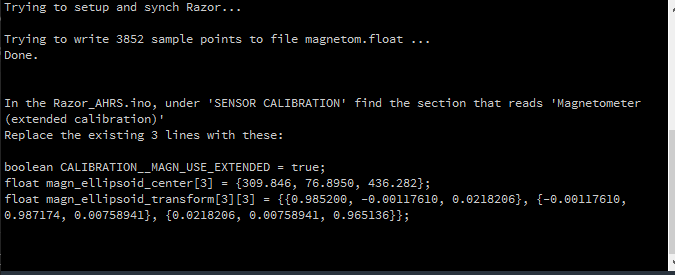 Trying to setup and synch Razor...
Trying to write 3852 sample points to file magnetom.float ...
Done.
In the Razor_AHRS.ino, under 'SENSOR CALIBRATION' find the section that reads 'Magnetometer
(extended calibration)'
Replace the existing 3 lines with these:
boolean CALIBRATION__MAGN_USE_EXTENDED = true;
float magn_ellipsoid_center[3] = {309.846, 76.8950, 436.282};
float magn_ellipsoid_transform[3][3] = {{0.985200, -0.00117610, 0.0218206}, {-0.00117610,
0.987174, 0.00758941}, {0.0218206, 0.00758941, 0.965136}};